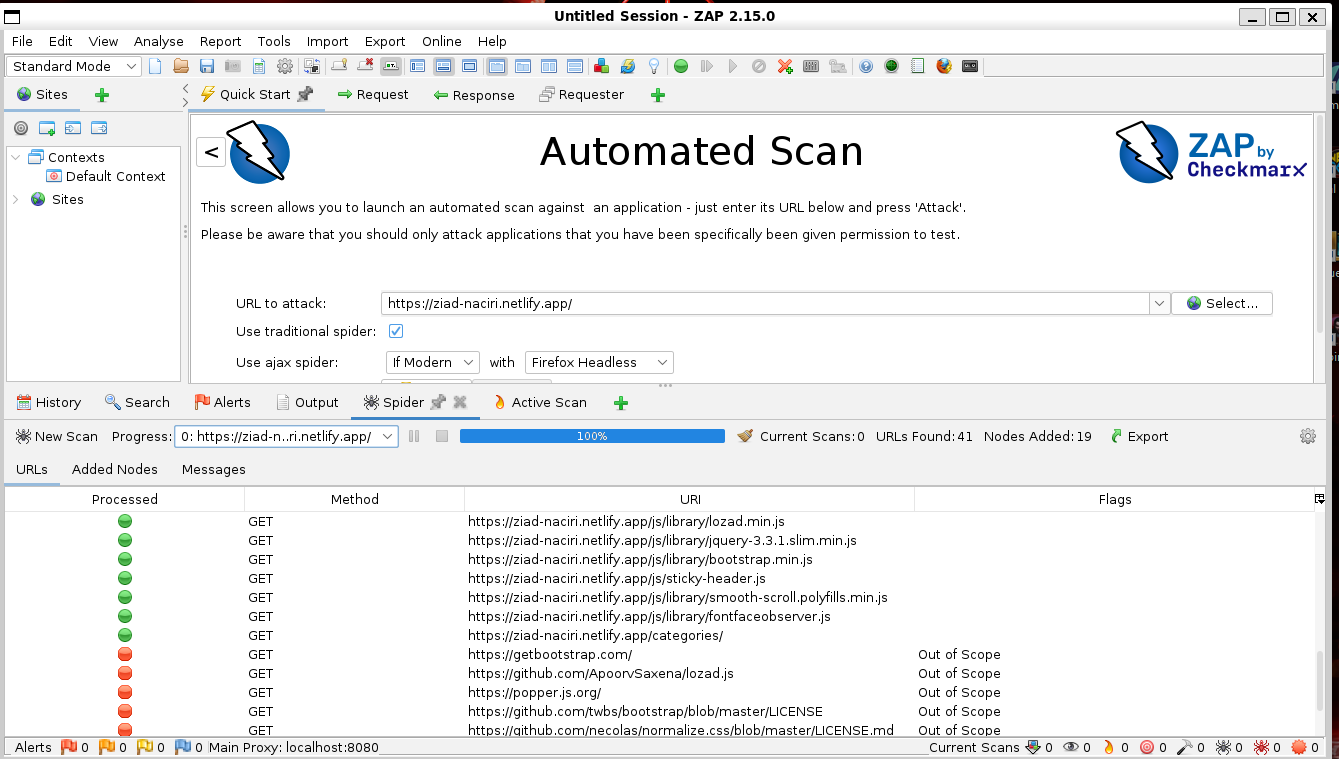 Untitled Session - ZAP 2.15.0
File Edit View Analyse Report Tools Import Export Online Help
Standard Mode
Sites
Quick Start Request Response Requester
< Automated Scan
ZAP by Checkmarx
Contexts
Default Context
Sites
This screen allows you to launch an automated scan against  an application - just enter its URL below and press 'Attack'.
Please be aware that you should only attack applications that you have been specifically been given permission to test.
URL to attack: https://ziad-naciri.netlify.app/ Select...
Use traditional spider:
Use ajax spider: If Modern with Firefox Headless
History Search Alerts Output Spider Active Scan
New Scan Progress: 0: https://ziad-n..ri.netlify.app/ 100% Current Scans: 0 URLs Found: 41 Nodes Added: 19 Export
URLs Added Nodes Messages
Processed Method URI Flags
GET https://ziad-naciri.netlify.app/js/library/lozad.min.js
GET https://ziad-naciri.netlify.app/js/library/jquery-3.3.1.slim.min.js
GET https://ziad-naciri.netlify.app/js/library/bootstrap.min.js
GET https://ziad-naciri.netlify.app/js/sticky-header.js
GET https://ziad-naciri.netlify.app/js/library/smooth-scroll.polyfills.min.js
GET https://ziad-naciri.netlify.app/js/library/fontfaceobserver.js
GET https://ziad-naciri.netlify.app/categories/
GET https://getbootstrap.com/ Out of Scope
GET https://github.com/ApoorvSaxena/lozad.js Out of Scope
GET https://popper.js.org/ Out of Scope
GET https://github.com/twbs/bootstrap/blob/master/LICENSE Out of Scope
GET https://github.com/necolas/normalize.css/blob/master/LICENSE.md Out of Scope
Alerts 0 0 0 0 Main Proxy: localhost:8080 Current Scans 0 0 0 0 0 0 0 0